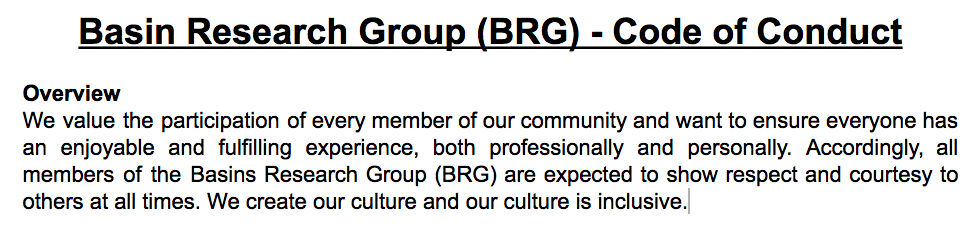 Basin Research Group (BRG) - Code of Conduct
Overview
We value the participation of every member of our community and want to ensure everyone has
an enjoyable and fulfilling experience, both professionally and personally. Accordingly, all
members of the Basins Research Group (BRG) are expected to show respect and courtesy to
others at all times. We create our culture and our culture is inclusive.